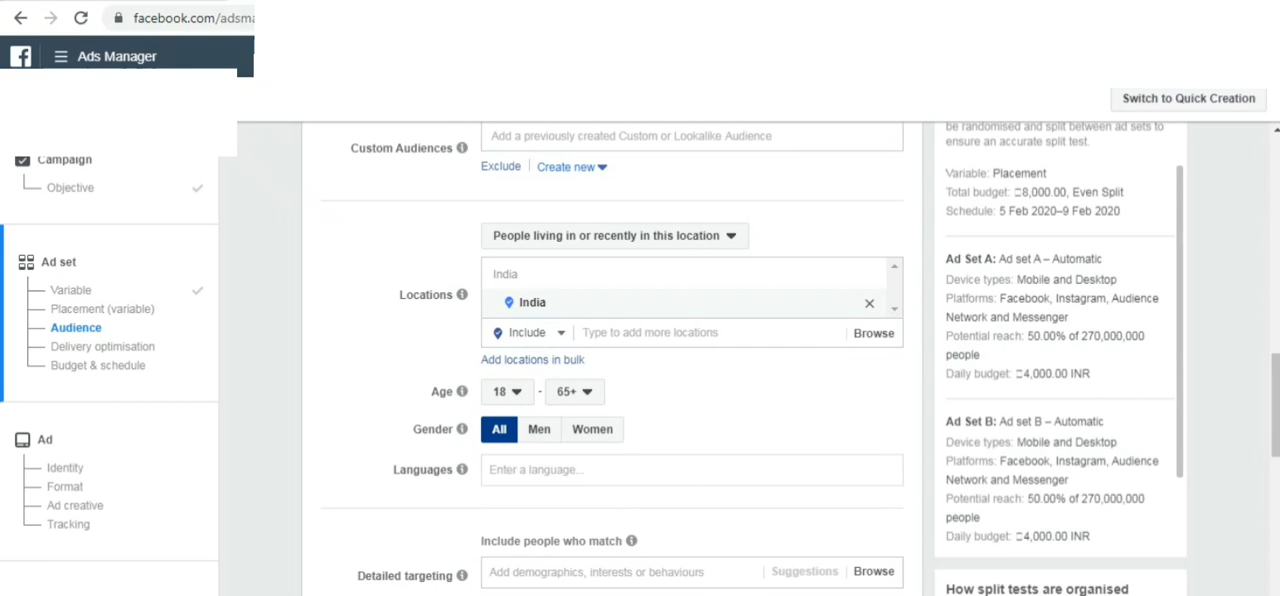 facebook.com/adsma
Ads Manager
Switch to Quick Creation
Campaign
Objective
Ad set
Variable
Placement (variable)
Audience
Delivery optimisation
Budget & schedule
Ad
Identity
Format
Ad creative
Tracking
Custom Audiences
Add a previously created Custom or Lookalike Audience
Exclude
Create new
People living in or recently in this location
Locations
India
India
Include
Type to add more locations
Browse
Add locations in bulk
Age
18 - 65+
Gender
All Men Women
Languages
Enter a language...
Include people who match
Detailed targeting
Add demographics, interests or behaviours
Suggestions
Browse
be randomised and split between ad sets to
ensure an accurate split test.
Variable: Placement
Total budget: 8,000.00, Even Split
Schedule: 5 Feb 2020–9 Feb 2020
Ad Set A: Ad set A – Automatic
Device types: Mobile and Desktop
Platforms: Facebook, Instagram, Audience
Network and Messenger
Potential reach: 50.00% of 270,000,000
people
Daily budget: 4,000.00 INR
Ad Set B: Ad set B – Automatic
Device types: Mobile and Desktop
Platforms: Facebook, Instagram, Audience
Network and Messenger
Potential reach: 50.00% of 270,000,000
people
Daily budget: 4,000.00 INR
How split tests are organised